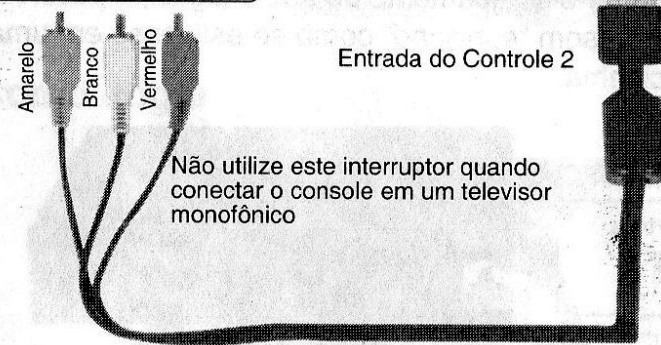 Amarelo
Branco
Vermelho
Entrada do Controle 2
Não utilize este interruptor quando
conectar o console em um televisor
monofônico